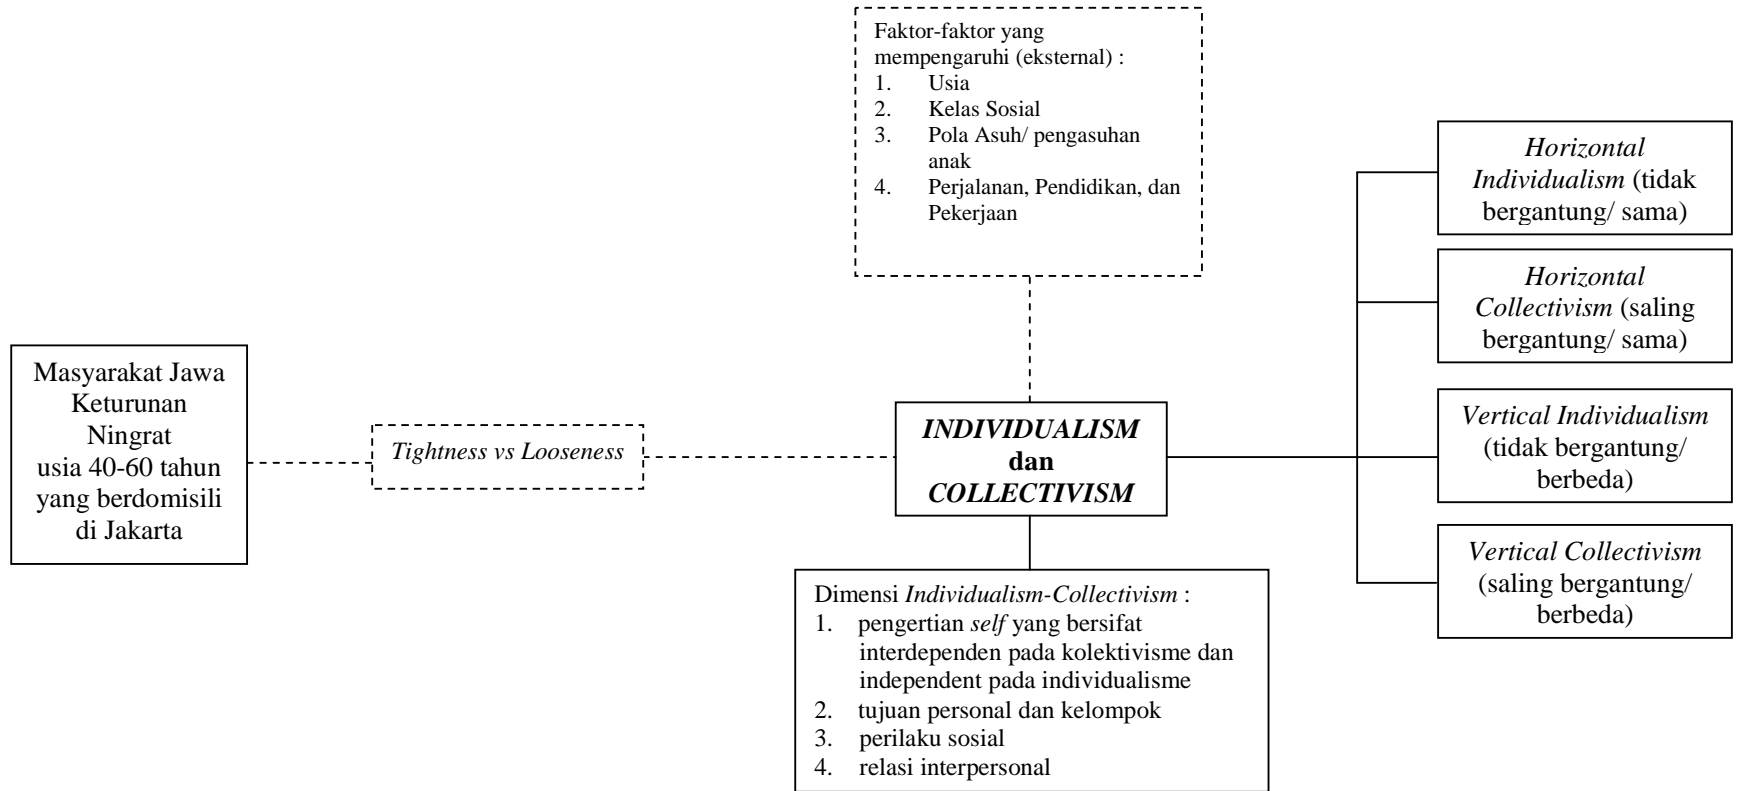 Faktor-faktor yang
mempengaruhi (eksternal) :
1. Usia
2. Kelas Sosial
3. Pola Asuh/ pengasuhan
anak
4. Perjalanan, Pendidikan, dan
Pekerjaan
Masyarakat Jawa
Keturunan
Ningrat
usia 40-60 tahun
yang berdomisili
di Jakarta
Tightness vs Looseness
INDIVIDUALISM
dan
COLLECTIVISM
Dimensi Individualism-Collectivism :
1. pengertian self yang bersifat
interdependen pada kolektivisme dan
independent pada individualisme
2. tujuan personal dan kelompok
3. perilaku sosial
4. relasi interpersonal
Horizontal
Individualism (tidak
bergantung/ sama)
Horizontal
Collectivism (saling
bergantung/ sama)
Vertical Individualism
(tidak bergantung/
berbeda)
Vertical Collectivism
(saling bergantung/
berbeda)